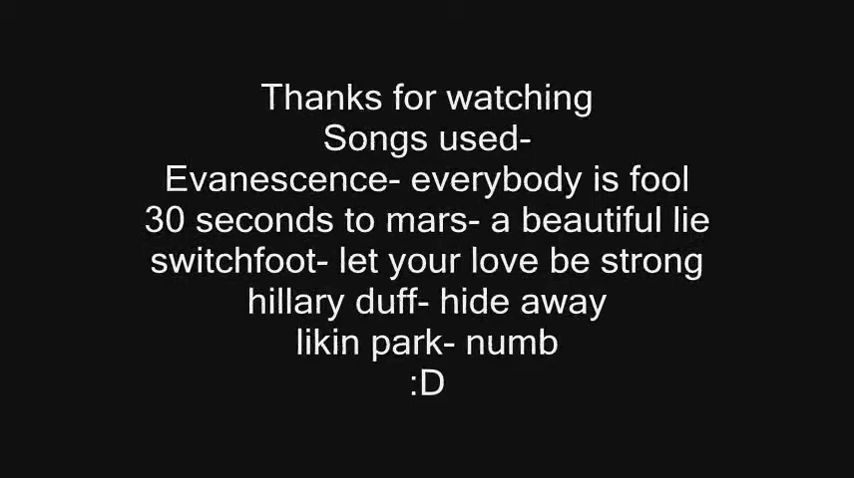 Thanks for watching
Songs used-
Evanescence- everybody is fool
30 seconds to mars- a beautiful lie
switchfoot- let your love be strong
hillary duff- hide away
likin park- numb
:D